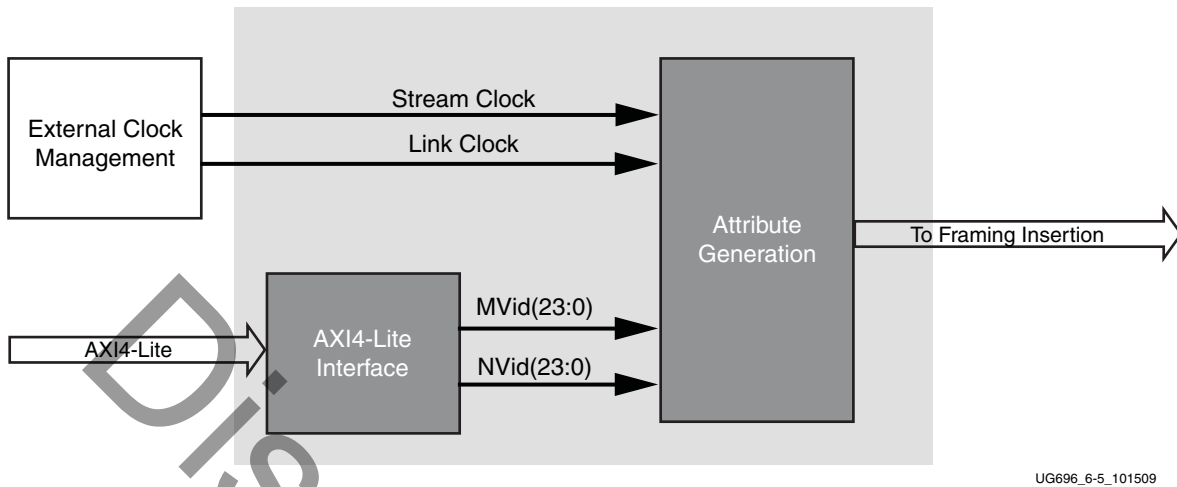 Stream Clock
External Clock
Management
Link Clock
Attribute
Generation
To Framing Insertion
MVid(23:0)
AXI4-Lite
AXI4-Lite
Interface
NVid(23:0)
UG696_6-5_101509